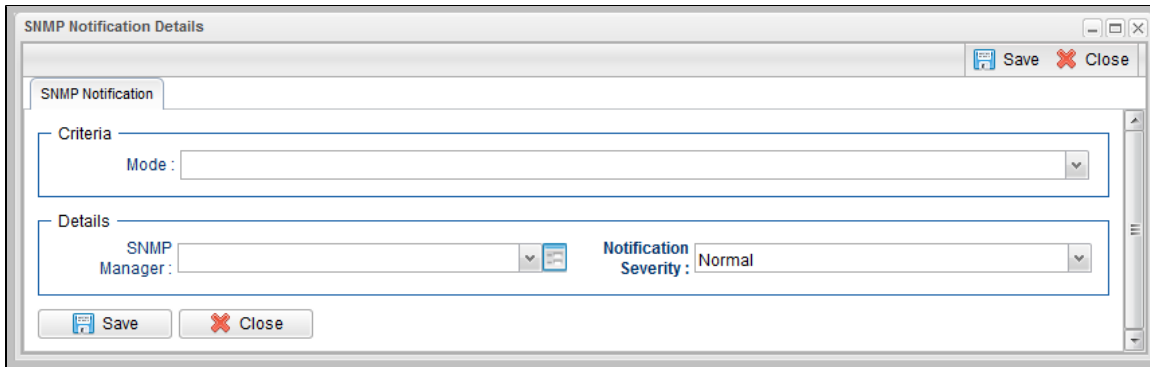 SNMP Notification Details
Save Close
SNMP Notification
Criteria
Mode :
Details
SNMP Manager :
Notification Severity : Normal
Save Close